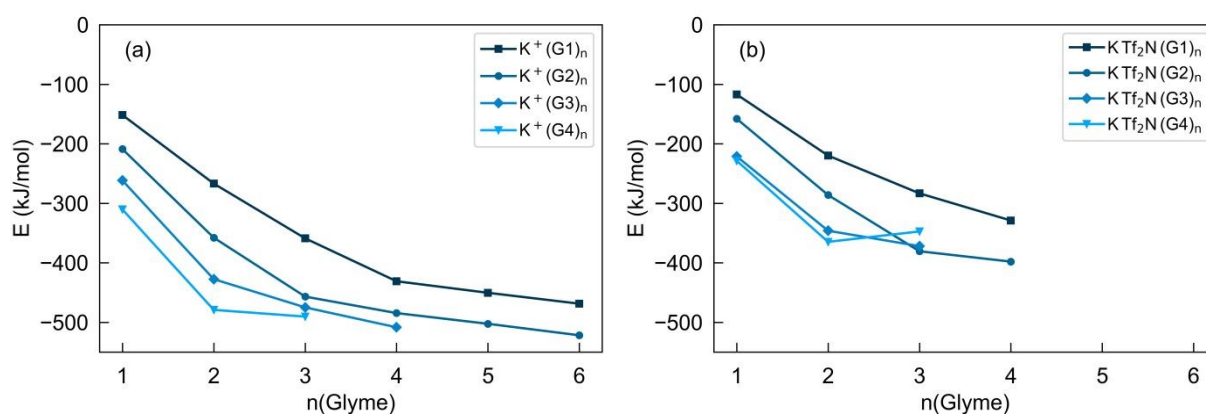 (a)
E (kJ/mol)
0
−100
−200
−300
−400
−500
K⁺(G1)ₙ
K⁺(G2)ₙ
K⁺(G3)ₙ
K⁺(G4)ₙ
1 2 3 4 5 6
n(Glyme)
(b)
E (kJ/mol)
0
−100
−200
−300
−400
−500
KTf₂N(G1)ₙ
KTf₂N(G2)ₙ
KTf₂N(G3)ₙ
KTf₂N(G4)ₙ
1 2 3 4 5 6
n(Glyme)